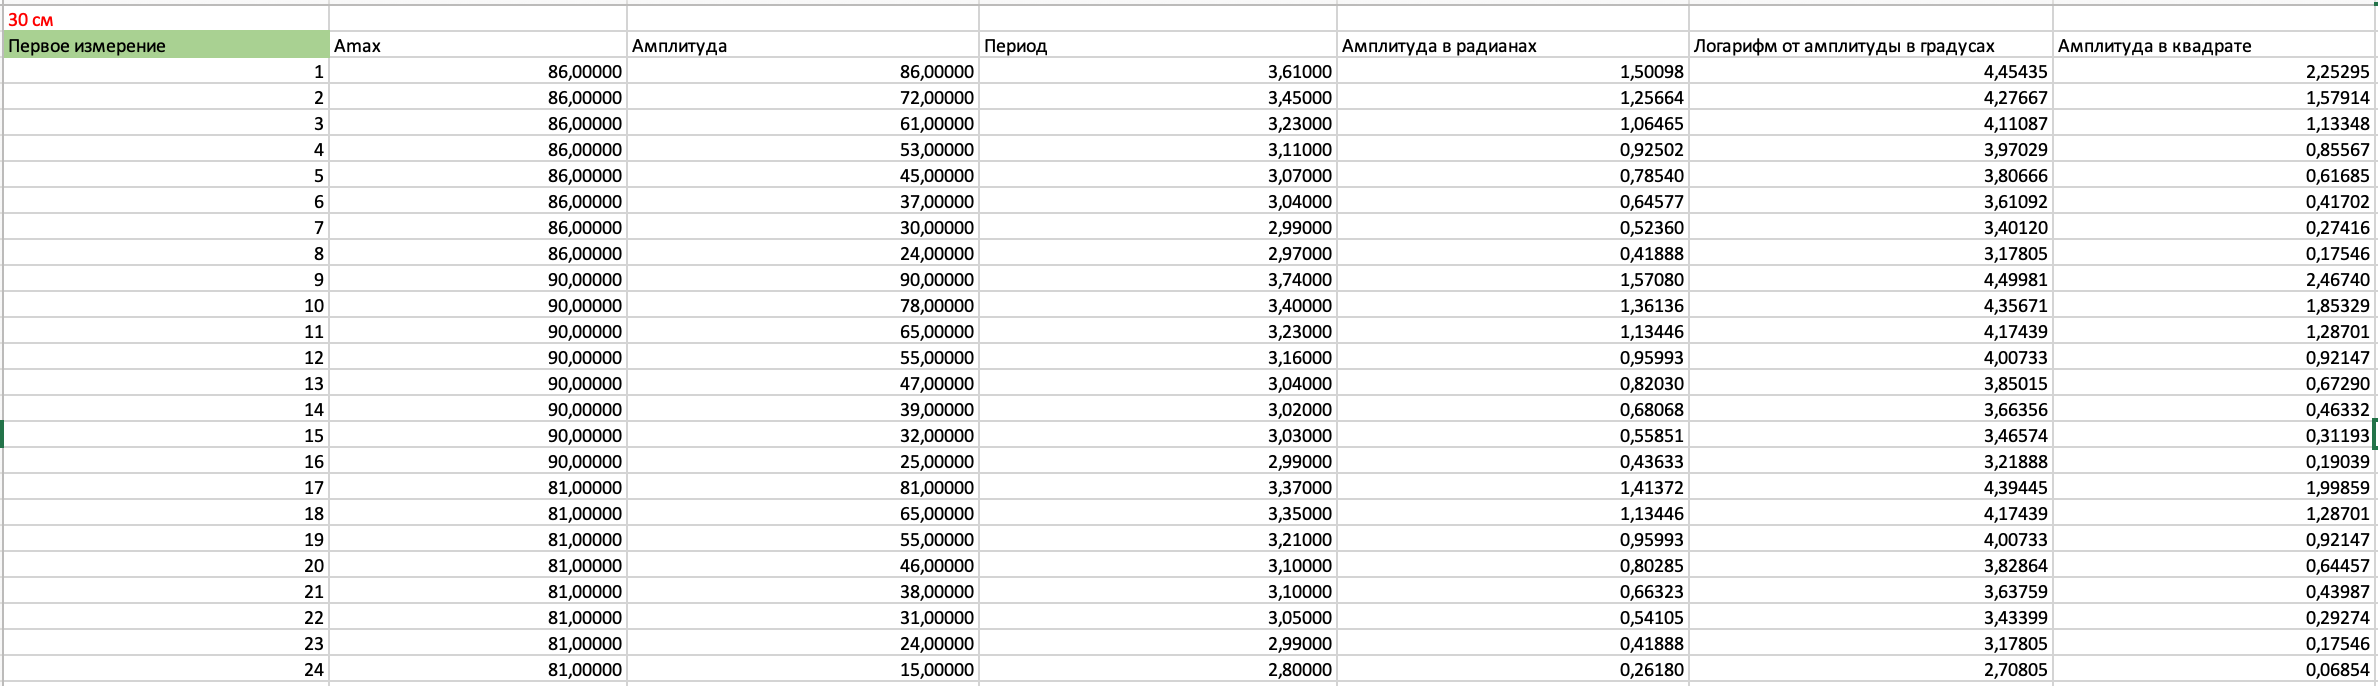 30 см
Первое измерение Amax Амплитуда Период Амплитуда в радианах Логарифм от амплитуды в градусах Амплитуда в квадрате
1 86,00000 86,00000 3,61000 1,50098 4,45435 2,25295
2 86,00000 72,00000 3,45000 1,25664 4,27667 1,57914
3 86,00000 61,00000 3,23000 1,06465 4,11087 1,13348
4 86,00000 53,00000 3,11000 0,92502 3,97029 0,85567
5 86,00000 45,00000 3,07000 0,78540 3,80666 0,61685
6 86,00000 37,00000 3,04000 0,64577 3,61092 0,41702
7 86,00000 30,00000 2,99000 0,52360 3,40120 0,27416
8 86,00000 24,00000 2,97000 0,41888 3,17805 0,17546
9 90,00000 90,00000 3,74000 1,57080 4,49981 2,46740
10 90,00000 78,00000 3,40000 1,36136 4,35671 1,85329
11 90,00000 65,00000 3,23000 1,13446 4,17439 1,28701
12 90,00000 55,00000 3,16000 0,95993 4,00733 0,92147
13 90,00000 47,00000 3,04000 0,82030 3,85015 0,67290
14 90,00000 39,00000 3,02000 0,68068 3,66356 0,46332
15 90,00000 32,00000 3,03000 0,55851 3,46574 0,31193
16 90,00000 25,00000 2,99000 0,43633 3,21888 0,19039
17 81,00000 81,00000 3,37000 1,41372 4,39445 1,99859
18 81,00000 65,00000 3,35000 1,13446 4,17439 1,28701
19 81,00000 55,00000 3,21000 0,95993 4,00733 0,92147
20 81,00000 46,00000 3,10000 0,80285 3,82864 0,64457
21 81,00000 38,00000 3,10000 0,66323 3,63759 0,43987
22 81,00000 31,00000 3,05000 0,54105 3,43399 0,29274
23 81,00000 24,00000 2,99000 0,41888 3,17805 0,17546
24 81,00000 15,00000 2,80000 0,26180 2,70805 0,06854